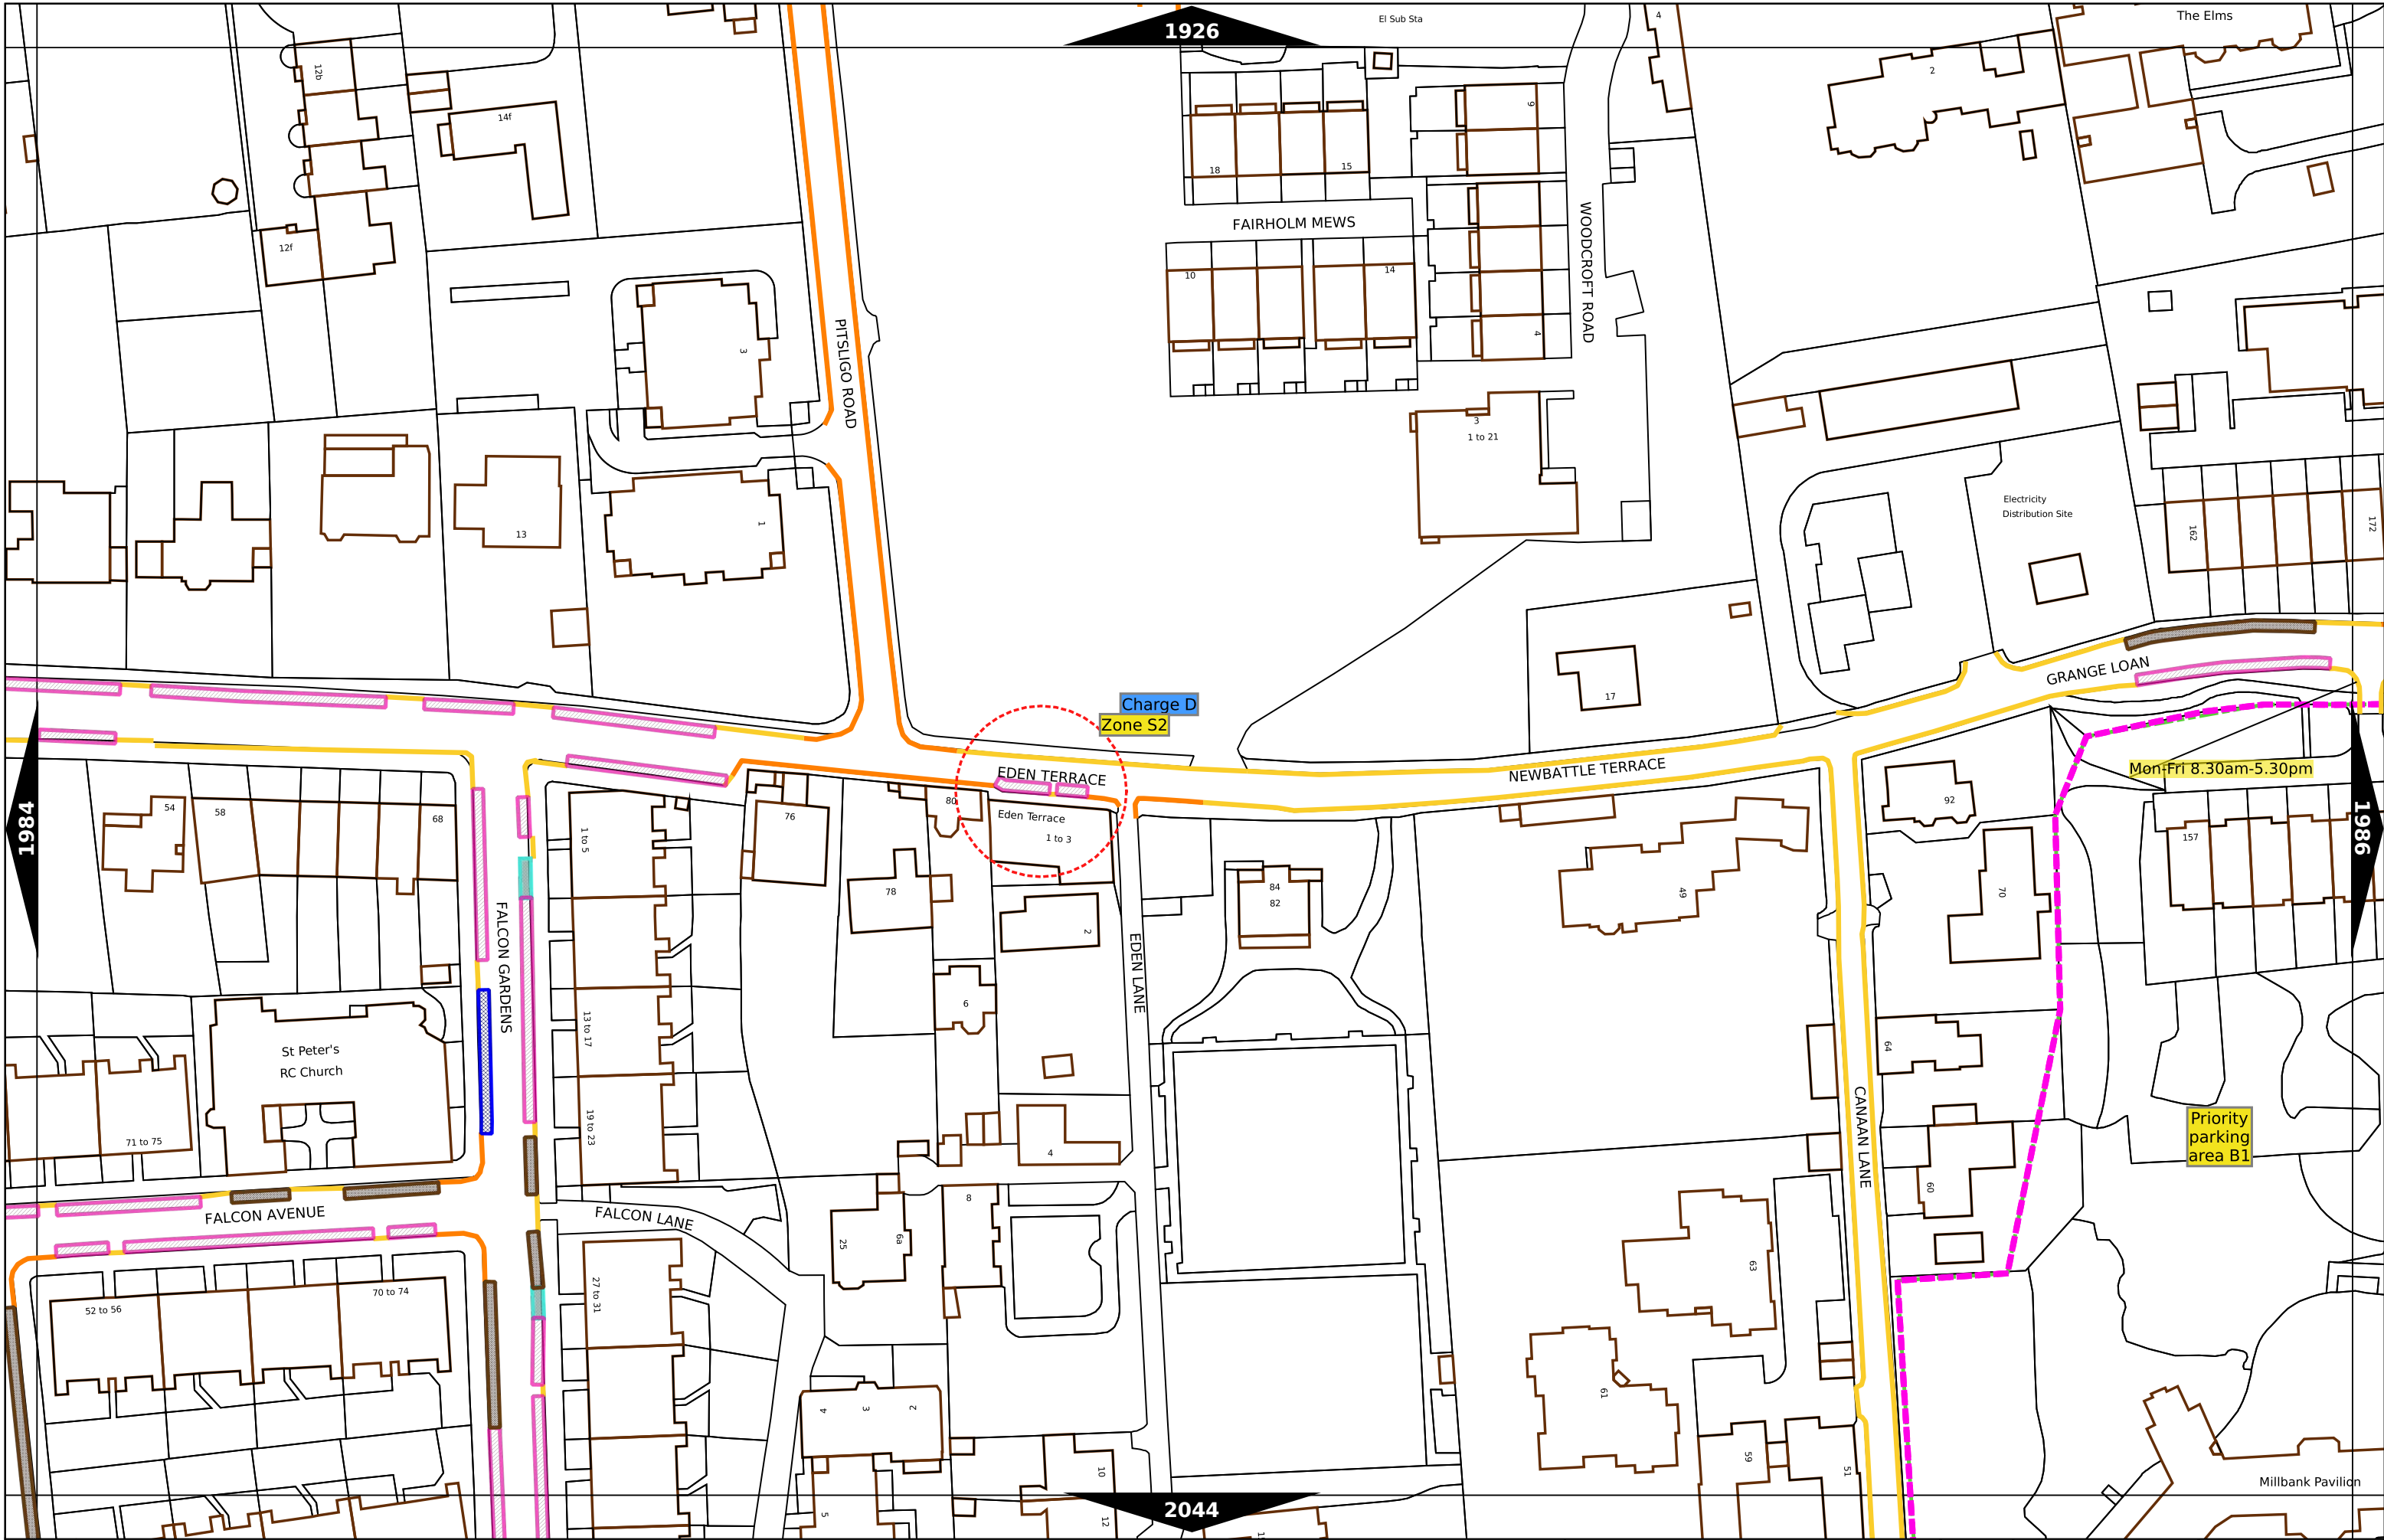 1926
El Sub Sta
4
The Elms
12b
14f
2
9
18
15
12f
FAIRHOLM MEWS
WOODCROFT ROAD
10
14
PITSLIGO ROAD
3
4
3
1 to 21
13
1
Electricity
Distribution Site
162
172
GRANGE LOAN
17
Charge D
Zone S2
EDEN TERRACE
NEWBATTLE TERRACE
Mon-Fri 8.30am-5.30pm
1984
1986
54
58
68
1 to 5
76
80
Eden Terrace
1 to 3
92
157
78
84
82
49
70
2
FALCON GARDENS
EDEN LANE
6
St Peter's
RC Church
13 to 17
64
71 to 75
19 to 23
4
CANAAN LANE
Priority
parking
area B1
60
8
FALCON AVENUE
FALCON LANE
25
6a
63
27 to 31
52 to 56
70 to 74
61
4
3
2
59
51
10
Millbank Pavilion
2044
5
12